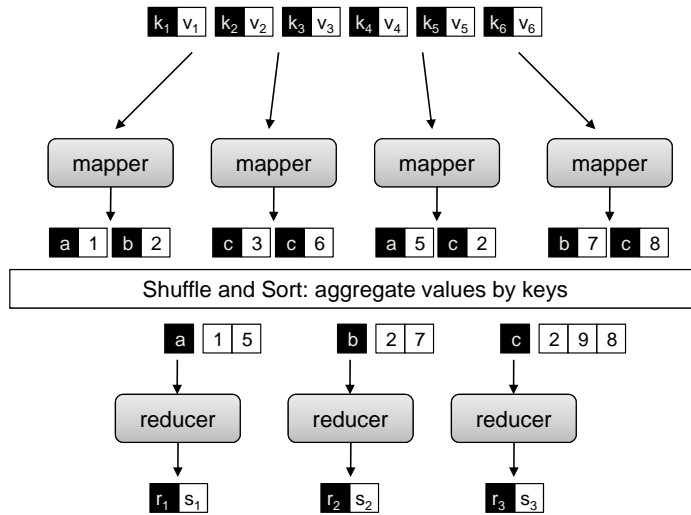 k₁ v₁ k₂ v₂ k₃ v₃ k₄ v₄ k₅ v₅ k₆ v₆
mapper mapper mapper mapper
a 1 b 2 c 3 c 6 a 5 c 2 b 7 c 8
Shuffle and Sort: aggregate values by keys
a 1 5 b 2 7 c 2 9 8
reducer reducer reducer
r₁ s₁ r₂ s₂ r₃ s₃